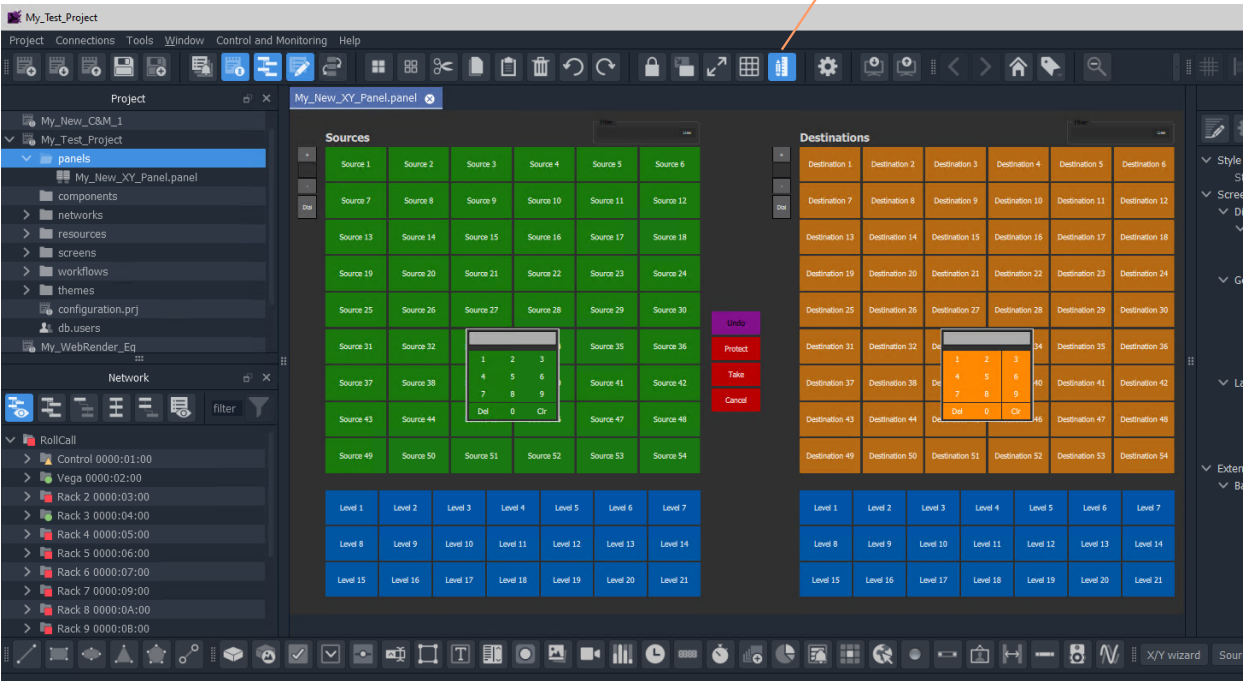 My_Test_Project
Project Connections Tools Window Control and Monitoring Help
Project
My_New_XY_Panel.panel
My_New_C&M_1
My_Test_Project
panels
My_New_XY_Panel.panel
components
networks
resources
screens
workflows
themes
configuration.prj
db.users
My_WebRender_Eg
Network
filter
RollCall
Control 0000:01:00
Vega 0000:02:00
Rack 2 0000:03:00
Rack 3 0000:04:00
Rack 4 0000:05:00
Rack 5 0000:06:00
Rack 6 0000:07:00
Rack 7 0000:09:00
Rack 8 0000:0A:00
Rack 9 0000:0B:00
Sources
Source 1 Source 2 Source 3 Source 4 Source 5 Source 6
Source 7 Source 8 Source 9 Source 10 Source 11 Source 12
Source 13 Source 14 Source 15 Source 16 Source 17 Source 18
Source 19 Source 20 Source 21 Source 22 Source 23 Source 24
Source 25 Source 26 Source 27 Source 28 Source 29 Source 30
Source 31 Source 32 Source 35 Source 36
Source 37 Source 38 Source 41 Source 42
Source 43 Source 44 Source 47 Source 48
Source 49 Source 50 Source 51 Source 52 Source 53 Source 54
1 2 3
4 5 6
7 8 9
Del 0 Clr
Level 1 Level 2 Level 3 Level 4 Level 5 Level 6 Level 7
Level 8 Level 9 Level 10 Level 11 Level 12 Level 13 Level 14
Level 15 Level 16 Level 17 Level 18 Level 19 Level 20 Level 21
Undo
Protect
Take
Cancel
Destinations
Destination 1 Destination 2 Destination 3 Destination 4 Destination 5 Destination 6
Destination 7 Destination 8 Destination 9 Destination 10 Destination 11 Destination 12
Destination 13 Destination 14 Destination 15 Destination 16 Destination 17 Destination 18
Destination 19 Destination 20 Destination 21 Destination 22 Destination 23 Destination 24
Destination 25 Destination 26 Destination 27 Destination 28 Destination 29 Destination 30
Destination 31 Destination 32 De 34 Destination 35 Destination 36
Destination 37 Destination 38 De 40 Destination 41 Destination 42
Destination 43 Destination 44 De 46 Destination 47 Destination 48
Destination 49 Destination 50 Destination 51 Destination 52 Destination 53 Destination 54
1 2 3
4 5 6
7 8 9
Del 0 Clr
Level 1 Level 2 Level 3 Level 4 Level 5 Level 6 Level 7
Level 8 Level 9 Level 10 Level 11 Level 12 Level 13 Level 14
Level 15 Level 16 Level 17 Level 18 Level 19 Level 20 Level 21
Style
St
Scree
Di
Ge
La
Exten
Ba
X/Y wizard Sour